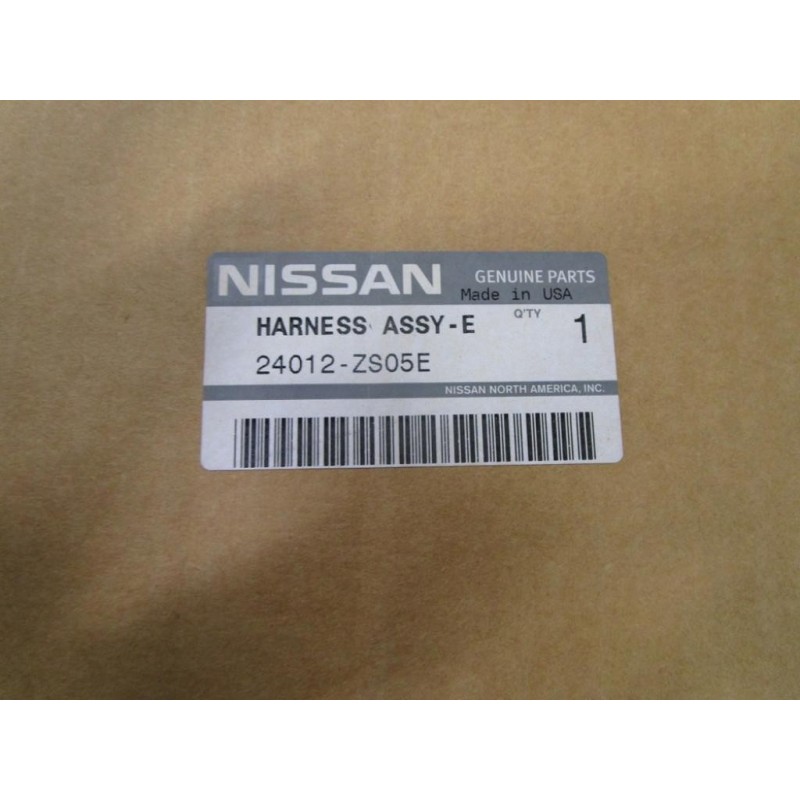 NISSAN GENUINE PARTS
Made in USA
HARNESS ASSY-E Q'TY 1
24012-ZS05E
NISSAN NORTH AMERICA, INC.